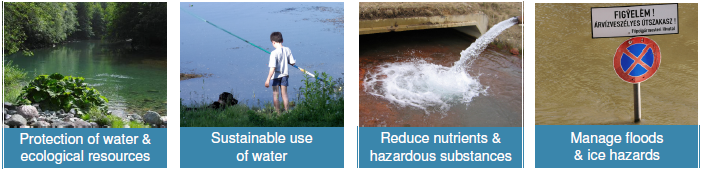 FIGYELEM !
ÁRVÍZVESZÉLYES ÚTSZAKASZ !
Protection of water &
ecological resources
Sustainable use
of water
Reduce nutrients &
hazardous substances
Manage floods
& ice hazards